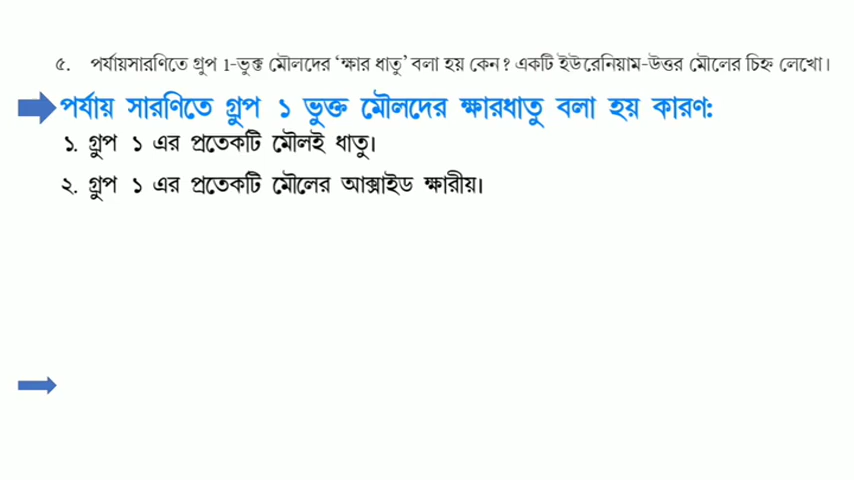 ৫. পর্যায়সারণিতে গ্রুপ 1-ভুক্ত মৌলদের ‘ক্ষার ধাতু’ বলা হয় কেন? একটি ইউরেনিয়াম-উত্তর মৌলের চিহ্ন লেখো।
পর্যায় সারণিতে গ্রুপ ১ ভুক্ত মৌলদের ক্ষারধাতু বলা হয় কারণ:
১. গ্রুপ ১ এর প্রতেকটি মৌলই ধাতু।
২. গ্রুপ ১ এর প্রতেকটি মৌলের আক্সাইড ক্ষারীয়।